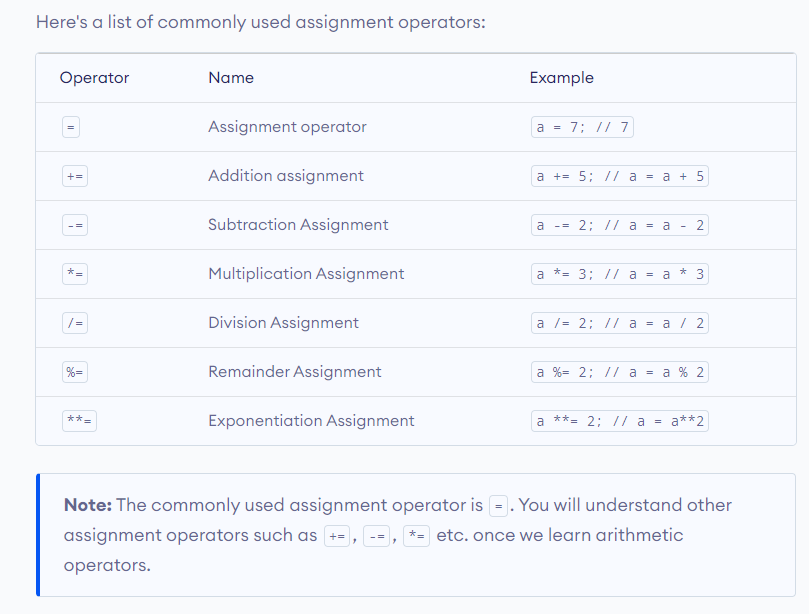 Here's a list of commonly used assignment operators:
Operator Name Example
= Assignment operator a = 7; // 7
+= Addition assignment a += 5; // a = a + 5
-= Subtraction Assignment a -= 2; // a = a - 2
*= Multiplication Assignment a *= 3; // a = a * 3
/= Division Assignment a /= 2; // a = a / 2
%= Remainder Assignment a %= 2; // a = a % 2
**= Exponentiation Assignment a **= 2; // a = a**2
Note: The commonly used assignment operator is =. You will understand other
assignment operators such as +=, -=, *= etc. once we learn arithmetic
operators.